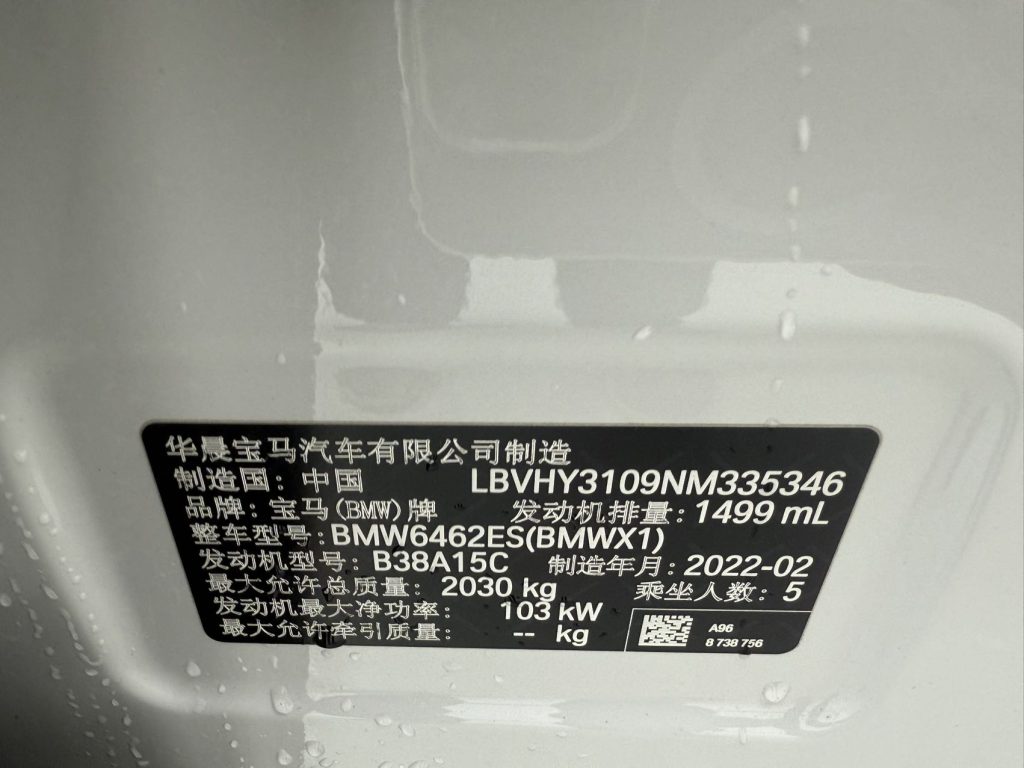 华晨宝马汽车有限公司制造
制造国：中国 LBVHY3109NM335346
品牌：宝马(BMW)牌 发动机排量：1499 mL
整车型号：BMW6462ES(BMWX1)
发动机型号：B38A15C 制造年月：2022-02
最大允许总质量：2030 kg 乘坐人数：5
发动机最大净功率：103 kW
最大允许牵引质量：-- kg
A96
8 738 756